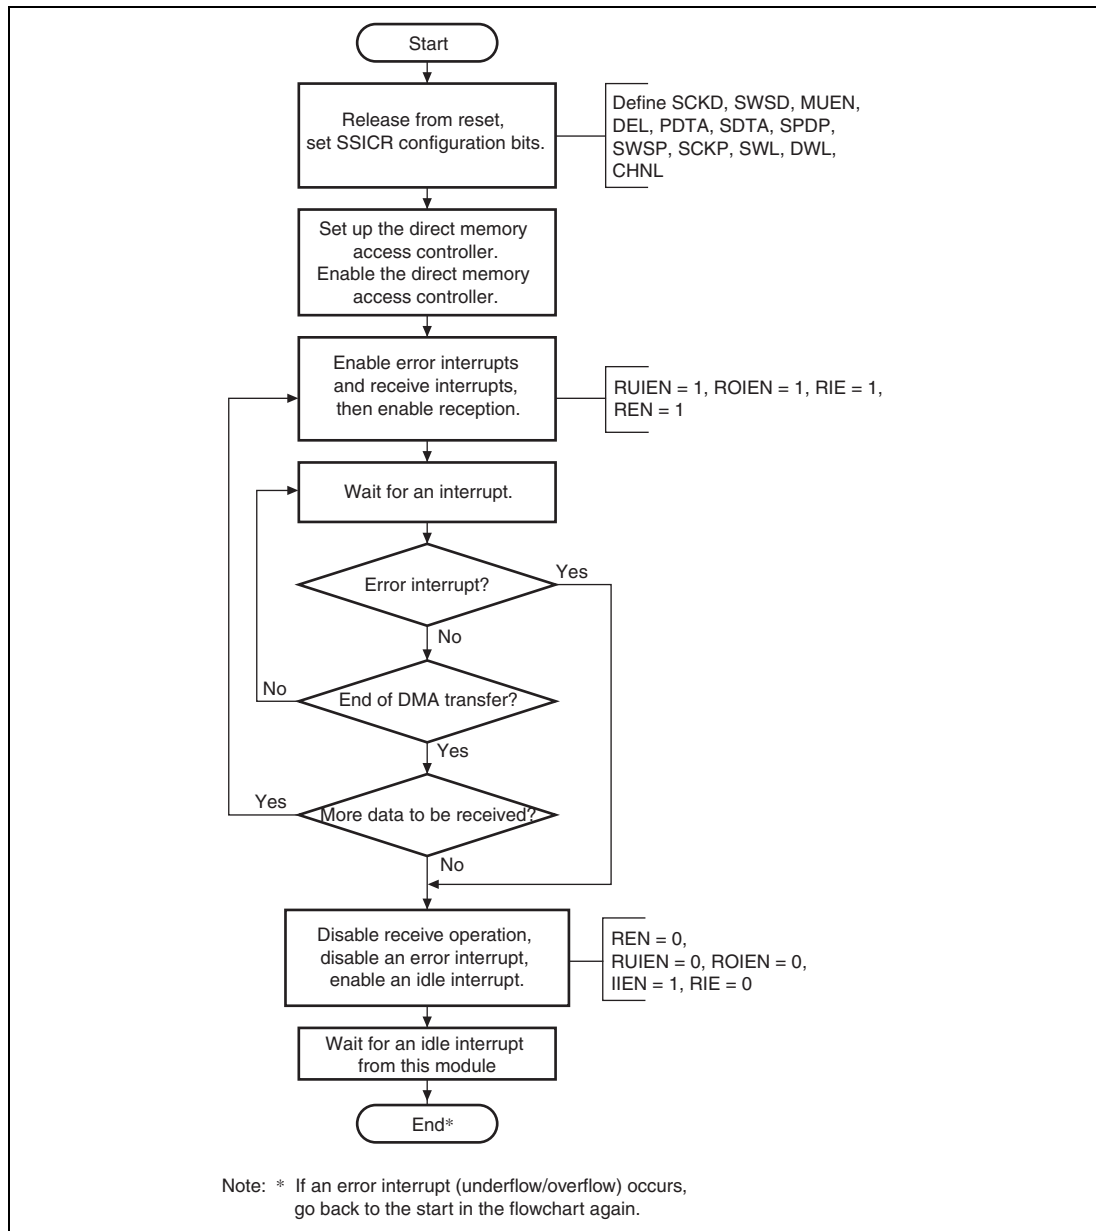 Start
Release from reset,
set SSICR configuration bits.
Define SCKD, SWSD, MUEN,
DEL, PDTA, SDTA, SPDP,
SWSP, SCKP, SWL, DWL,
CHNL
Set up the direct memory
access controller.
Enable the direct memory
access controller.
Enable error interrupts
and receive interrupts,
then enable reception.
RUIEN = 1, ROIEN = 1, RIE = 1,
REN = 1
Wait for an interrupt.
Error interrupt?
Yes
No
End of DMA transfer?
No
Yes
More data to be received?
Yes
No
Disable receive operation,
disable an error interrupt,
enable an idle interrupt.
REN = 0,
RUIEN = 0, ROIEN = 0,
IIEN = 1, RIE = 0
Wait for an idle interrupt
from this module
End*
Note: * If an error interrupt (underflow/overflow) occurs,
go back to the start in the flowchart again.